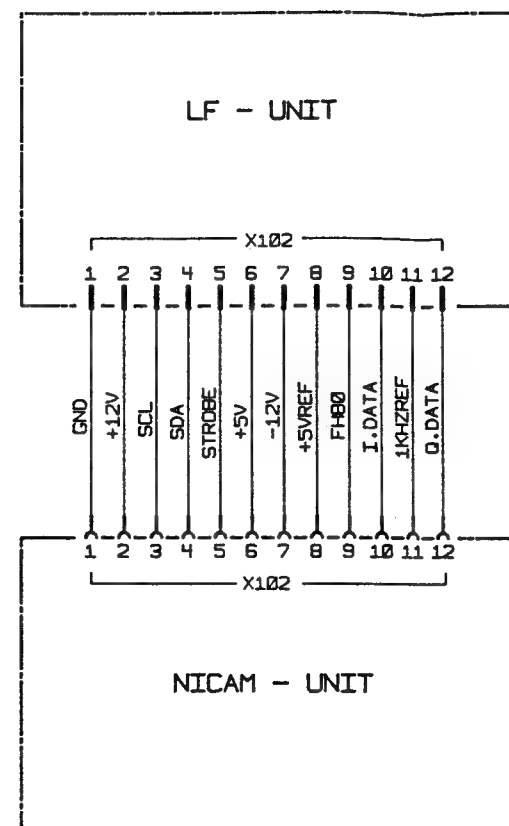 LF - UNIT
X102
1 2 3 4 5 6 7 8 9 10 11 12
GND
+12V
SCL
SDA
STROBE
+5V
-12V
+5VREF
FH80
I.DATA
1KHZREF
Q.DATA
1 2 3 4 5 6 7 8 9 10 11 12
X102
NICAM - UNIT